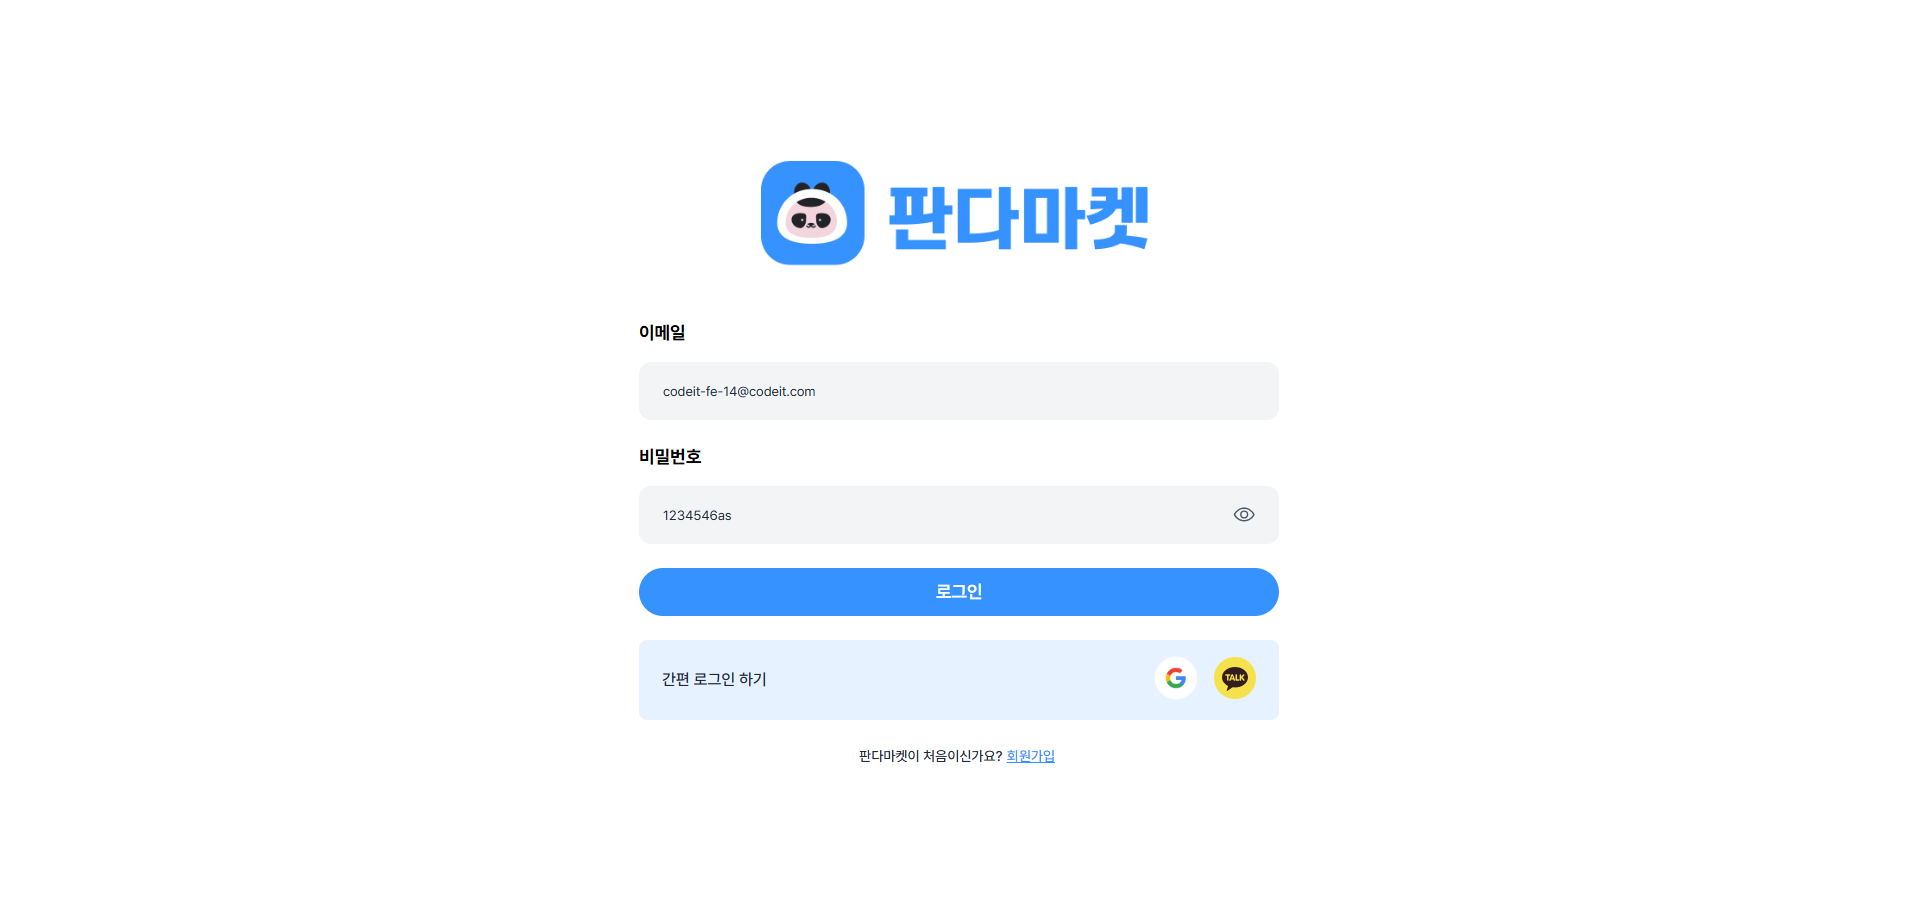 판다마켓
이메일
codeit-fe-14@codeit.com
비밀번호
1234546as
로그인
간편 로그인 하기
TALK
판다마켓이 처음이신가요? 회원가입